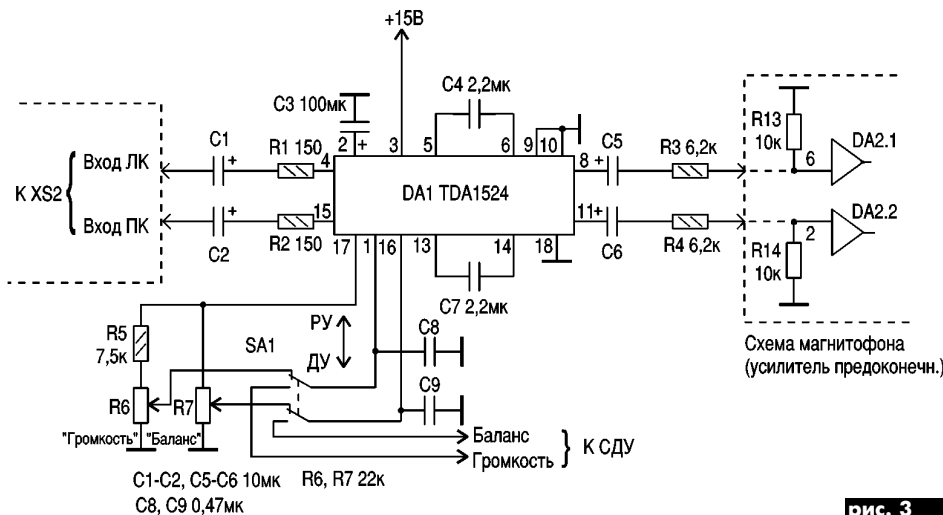 +15В
C3 100мк
C4 2,2мк
C1
R1 150
2
+
3
5
6
9
10
C5
R3 6,2к
R13
10к
DA2.1
К XS2
Вход ЛК
+
4
DA1 TDA1524
8
+
6
Вход ПК
+
15
11
+
2
DA2.2
C2
R2 150
17
1
16
13
14
18
C6
R4 6,2к
R14
10к
C7 2,2мк
R5
7,5к
SA1
РУ
ДУ
C8
C9
Схема магнитофона
(усилитель предоконечн.)
R6
R7
"Громкость"
"Баланс"
Баланс
Громкость
К СДУ
C1-C2, C5-C6 10мк
R6, R7 22к
C8, C9 0,47мк
рис. 3